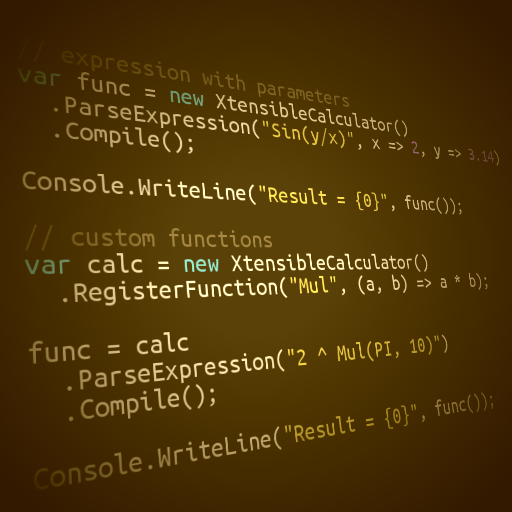 // expression with parameters
var func = new XtensibleCalculator()
.ParseExpression("Sin(y/x)", x => 2, y => 3.14)
.Compile();
Console.WriteLine("Result = {0}", func());
// custom functions
var calc = new XtensibleCalculator()
.RegisterFunction("Mul", (a, b) => a * b);
func = calc
.ParseExpression("2 ^ Mul(PI, 10)")
.Compile();
Console.WriteLine("Result = {0}", func());